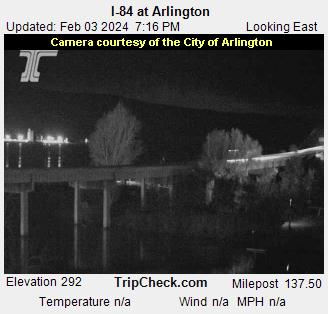 I-84 at Arlington
Updated: Feb 03 2024 7:16 PM Looking East
Camera courtesy of the City of Arlington
Elevation 292 TripCheck.com Milepost 137.50
Temperature n/a Wind n/a MPH n/a